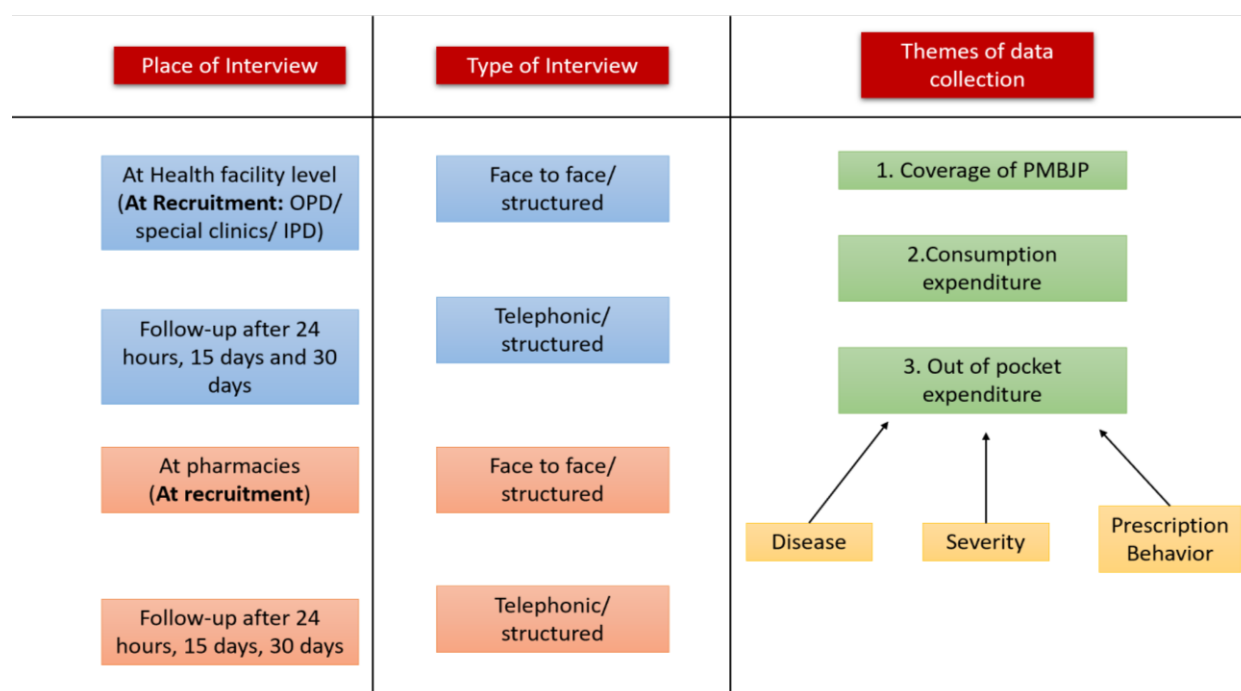 Place of Interview
Type of Interview
Themes of data
collection
At Health facility level
(At Recruitment: OPD/
special clinics/ IPD)
Face to face/
structured
1. Coverage of PMBJP
2.Consumption
expenditure
Follow-up after 24
hours, 15 days and 30
days
Telephonic/
structured
3. Out of pocket
expenditure
At pharmacies
(At recruitment)
Face to face/
structured
Disease
Severity
Prescription
Behavior
Follow-up after 24
hours, 15 days, 30 days
Telephonic/
structured